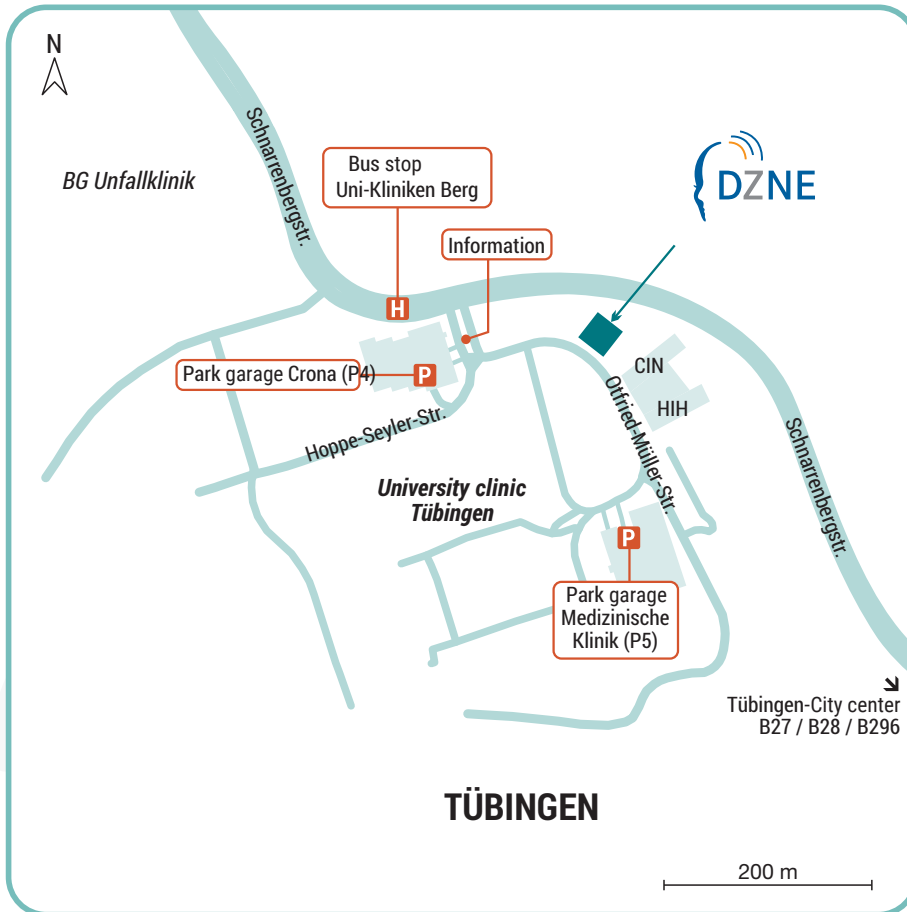 N
Schnarrenbergstr.
BG Unfallklinik
Bus stop
Uni-Kliniken Berg
DZNE
Information
H
Park garage Crona (P4)
P
CIN
HIH
Otfried-Müller-Str.
Hoppe-Seyler-Str.
Schnarrenbergstr.
University clinic
Tübingen
P
Park garage
Medizinische
Klinik (P5)
Tübingen-City center
B27 / B28 / B296
TÜBINGEN
200 m